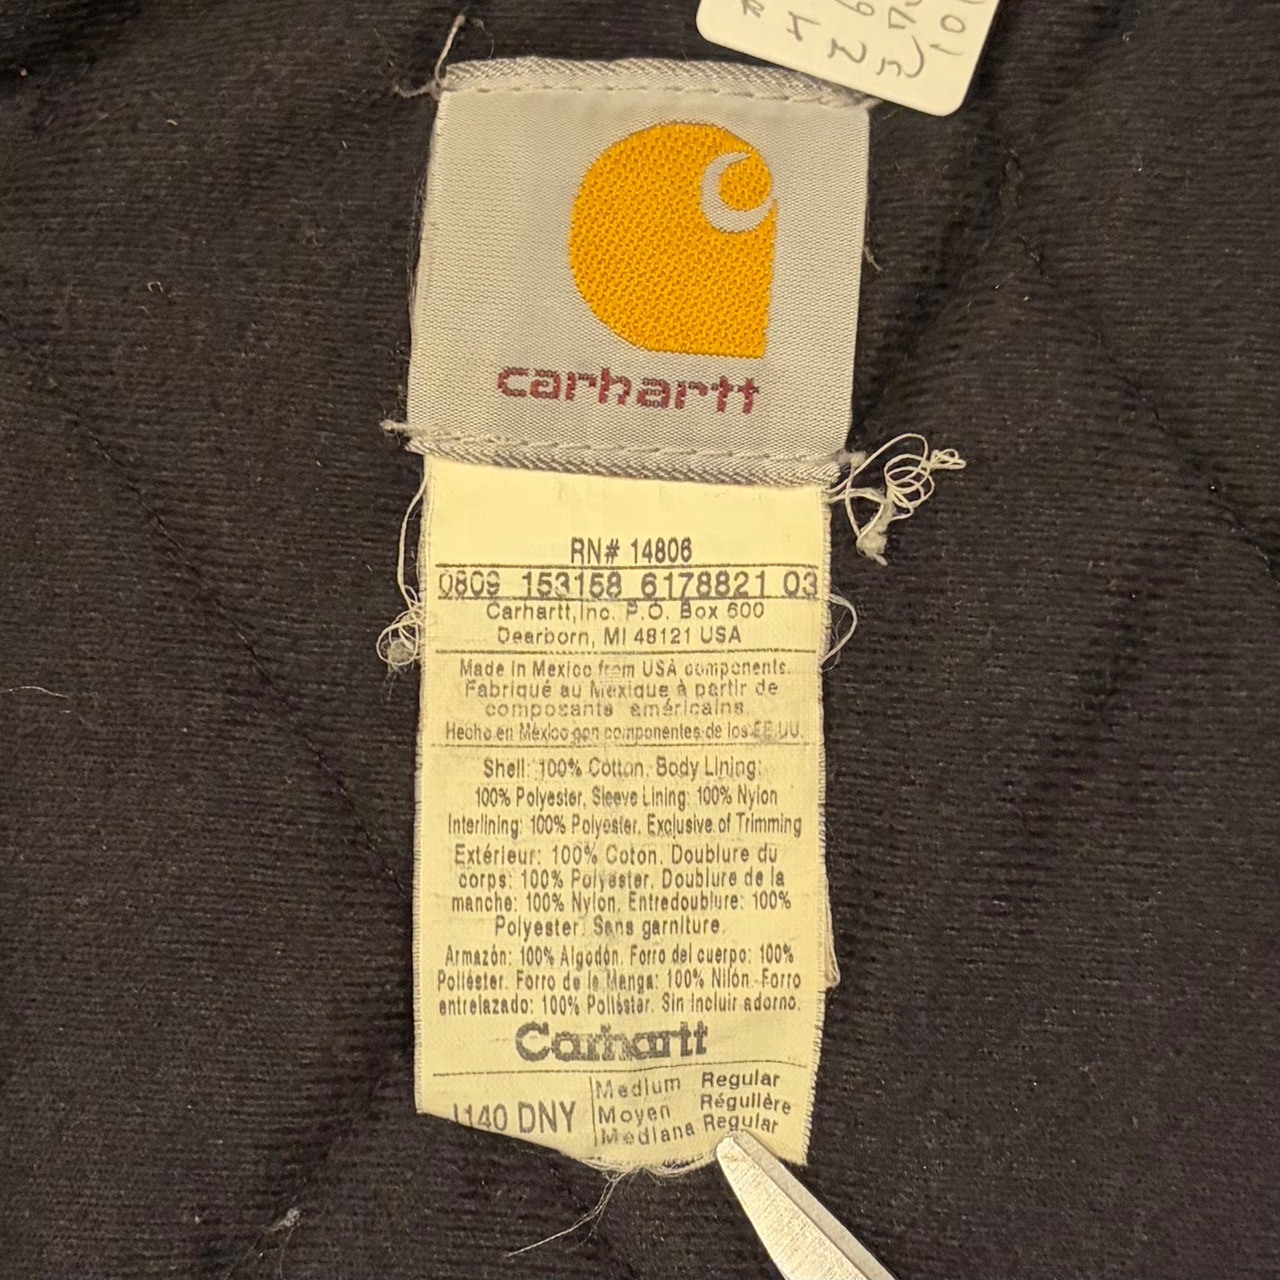 carhartt
RN# 14806
0809 153158 6178821 03
Carhartt, Inc. P.O. Box 600
Dearborn, MI 48121 USA
Made In Mexico from USA components.
Fabriqué au Mexique à partir de
composants américains
Hecho en México con componentes de los EE.UU.
Shell: 100% Cotton. Body Lining:
100% Polyester, Sleeve Lining: 100% Nylon
Interlining: 100% Polyester. Exclusive of Trimming
Extérieur: 100% Coton. Doublure du
corps: 100% Polyester. Doublure de la
manche: 100% Nylon. Entredoublure: 100%
Polyester. Sans garniture.
Armazón: 100% Algodón. Forro del cuerpo: 100%
Poliéster. Forro de la Manga: 100% Nilón. Forro
entrelazado: 100% Poliéster. Sin Incluir adorno.
Carhartt
J140 DNY
Medium Regular
Moyen Régulière
Mediana Regular